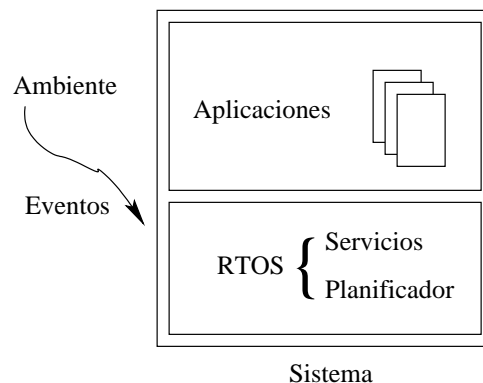 Ambiente
Aplicaciones
Eventos
RTOS
Servicios
Planificador
Sistema